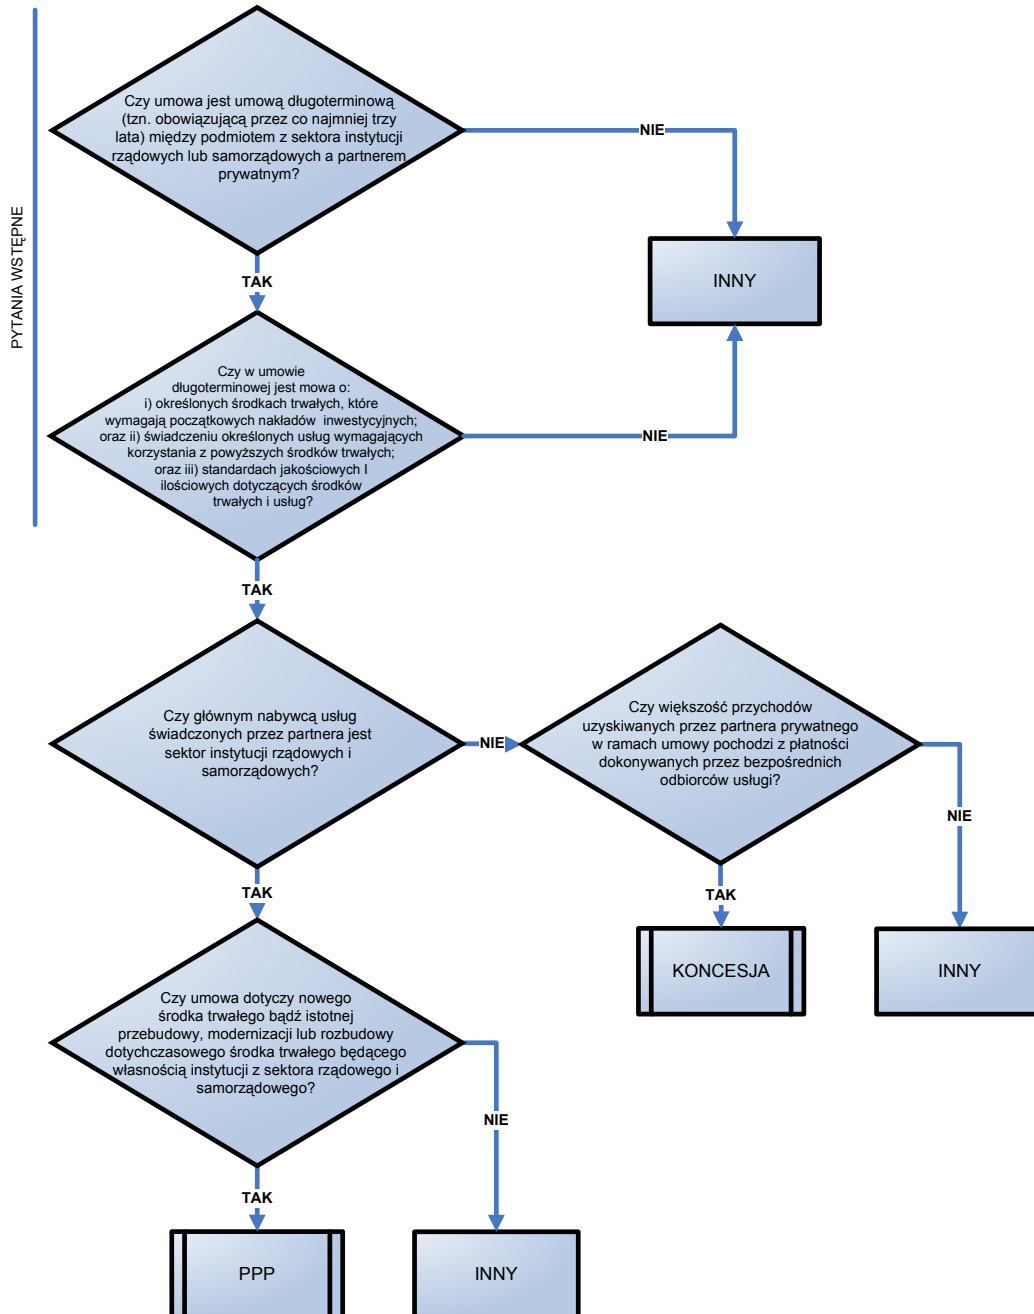 PYTANIA WSTĘPNE
Czy umowa jest umową długoterminową
(tzn. obowiązującą przez co najmniej trzy
lata) między podmiotem z sektora instytucji
rządowych lub samorządowych a partnerem
prywatnym?
NIE
INNY
TAK
Czy w umowie
długoterminowej jest mowa o:
i) określonych środkach trwałych, które
wymagają początkowych nakładów inwestycyjnych;
oraz ii) świadczeniu określonych usług wymagających
korzystania z powyższych środków trwałych;
oraz iii) standardach jakościowych I
ilościowych dotyczących środków
trwałych i usług?
NIE
TAK
Czy głównym nabywcą usług
świadczonych przez partnera jest
sektor instytucji rządowych i
samorządowych?
NIE
Czy większość przychodów
uzyskiwanych przez partnera prywatnego
w ramach umowy pochodzi z płatności
dokonywanych przez bezpośrednich
odbiorców usługi?
NIE
TAK
TAK
KONCESJA
INNY
Czy umowa dotyczy nowego
środka trwałego bądź istotnej
przebudowy, modernizacji lub rozbudowy
dotychczasowego środka trwałego będącego
własnością instytucji z sektora rządowego i
samorządowego?
NIE
TAK
PPP
INNY